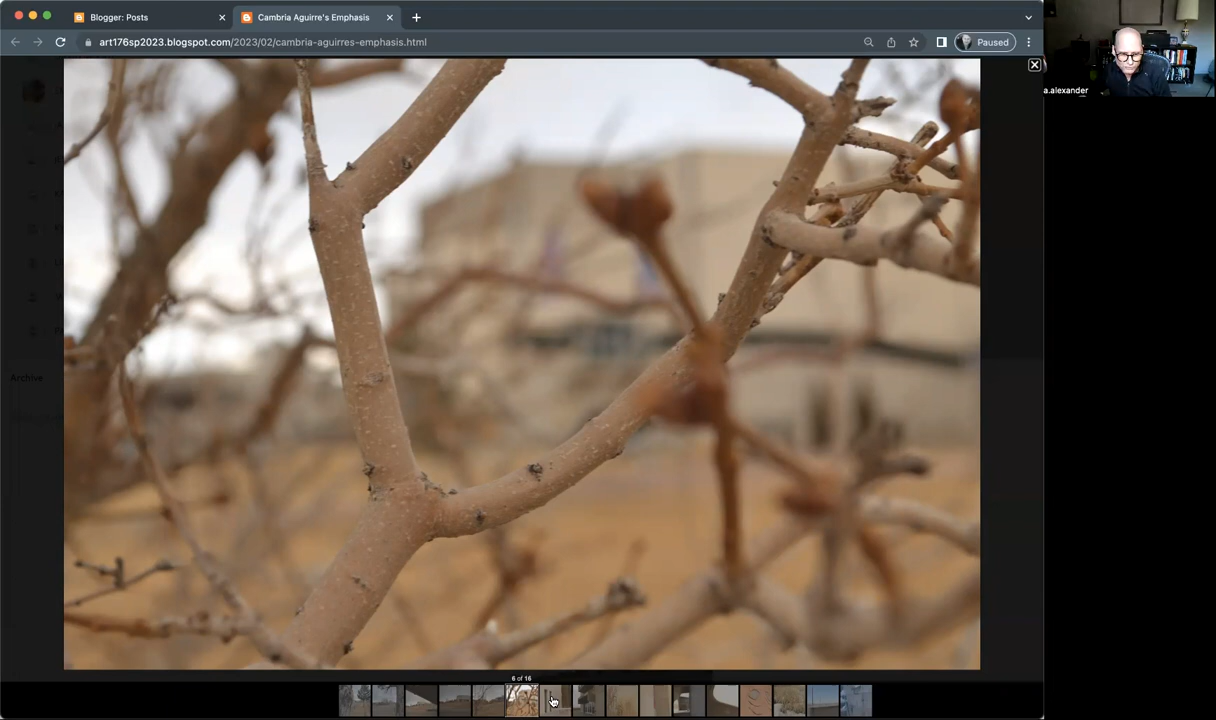 Blogger: Posts
Cambria Aguirre's Emphasis
art176sp2023.blogspot.com/2023/02/cambria-aguirres-emphasis.html
Paused
a.alexander
Archive
6 of 16